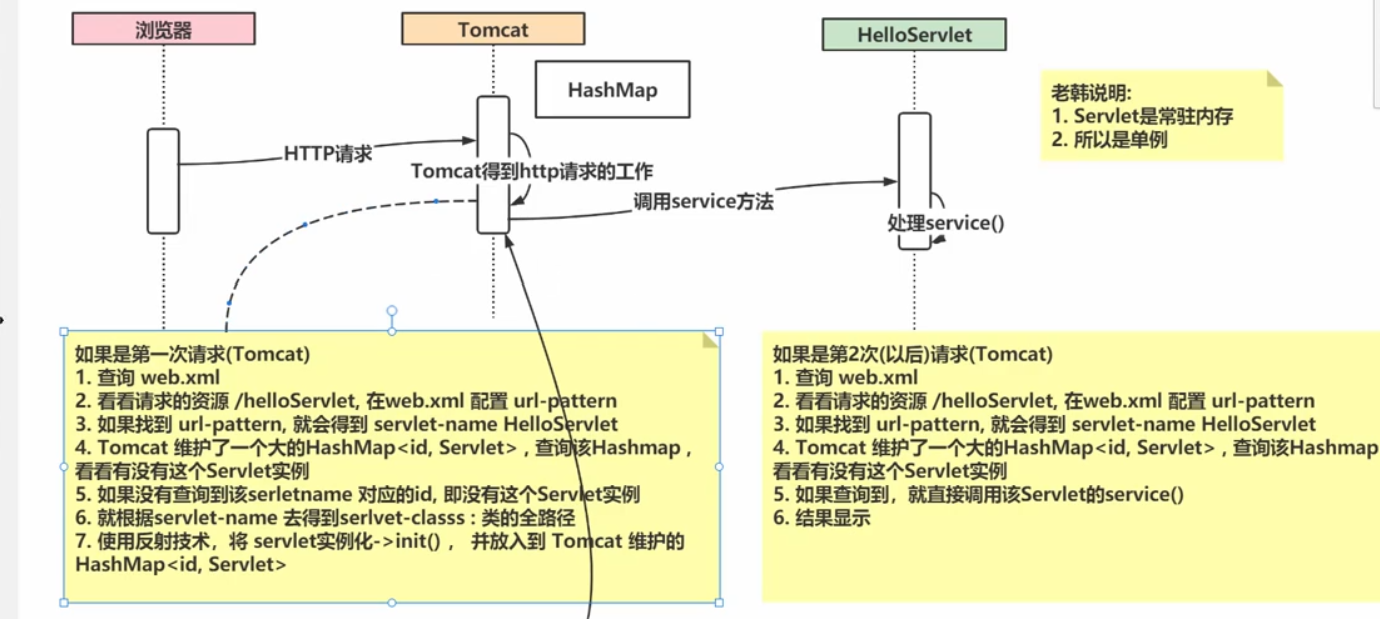 浏览器
Tomcat
HelloServlet
HashMap
老韩说明:
1. Servlet是常驻内存
2. 所以是单例
HTTP请求
Tomcat得到http请求的工作
调用service方法
处理service()
如果是第一次请求(Tomcat)
1. 查询 web.xml
2. 看看请求的资源 /helloServlet, 在web.xml 配置 url-pattern
3. 如果找到 url-pattern, 就会得到 servlet-name HelloServlet
4. Tomcat 维护了一个大的HashMap<id, Servlet> , 查询该Hashmap ,
看看有没有这个Servlet实例
5. 如果没有查询到该serletname 对应的id, 即没有这个Servlet实例
6. 就根据servlet-name 去得到serlvet-classs : 类的全路径
7. 使用反射技术，将 servlet实例化->init() ， 并放入到 Tomcat 维护的
HashMap<id, Servlet>
如果是第2次(以后)请求(Tomcat)
1. 查询 web.xml
2. 看看请求的资源 /helloServlet, 在web.xml 配置 url-pattern
3. 如果找到 url-pattern, 就会得到 servlet-name HelloServlet
4. Tomcat 维护了一个大的HashMap<id, Servlet> , 查询该Hashmap
看看有没有这个Servlet实例
5. 如果查询到，就直接调用该Servlet的service()
6. 结果显示